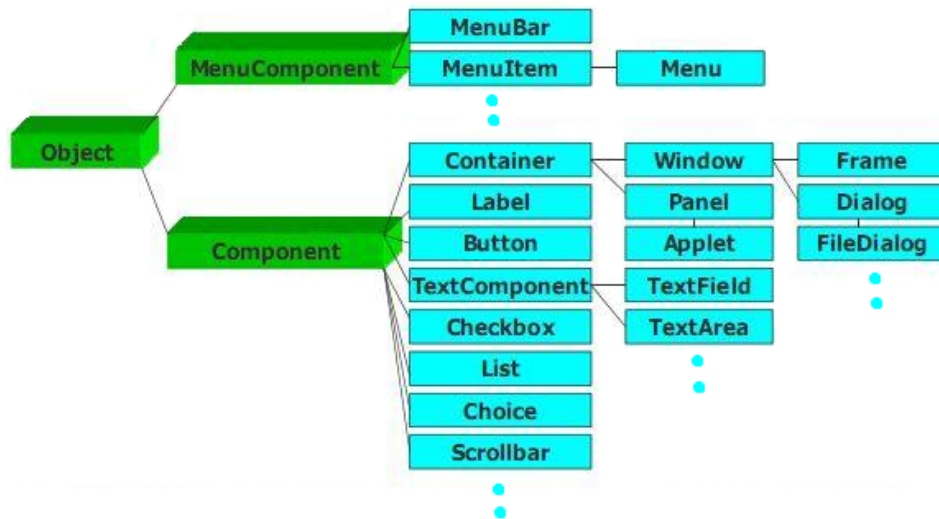 MenuBar
MenuComponent
MenuItem
Menu
Object
Container
Window
Frame
Label
Panel
Dialog
Component
Button
Applet
FileDialog
TextComponent
TextField
Checkbox
TextArea
List
Choice
Scrollbar